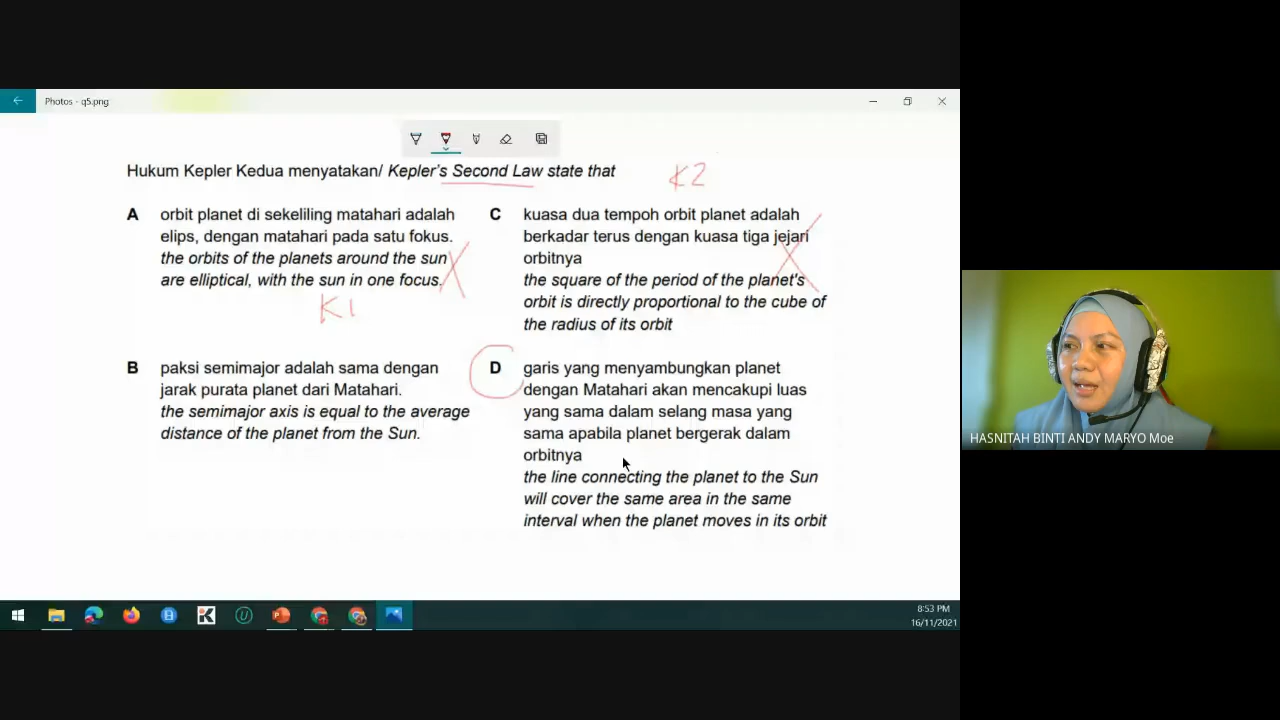 Photos - q5.png
Hukum Kepler Kedua menyatakan/ Kepler's Second Law state that
K2
A
orbit planet di sekeliling matahari adalah
elips, dengan matahari pada satu fokus.
the orbits of the planets around the sun
are elliptical, with the sun in one focus.
K1
B
paksi semimajor adalah sama dengan
jarak purata planet dari Matahari.
the semimajor axis is equal to the average
distance of the planet from the Sun.
C
kuasa dua tempoh orbit planet adalah
berkadar terus dengan kuasa tiga jejari
orbitnya
the square of the period of the planet's
orbit is directly proportional to the cube of
the radius of its orbit
D
garis yang menyambungkan planet
dengan Matahari akan mencakupi luas
yang sama dalam selang masa yang
sama apabila planet bergerak dalam
orbitnya
the line connecting the planet to the Sun
will cover the same area in the same
interval when the planet moves in its orbit
HASNITAH BINTI ANDY MARYO Moe
8:53 PM
16/11/2021